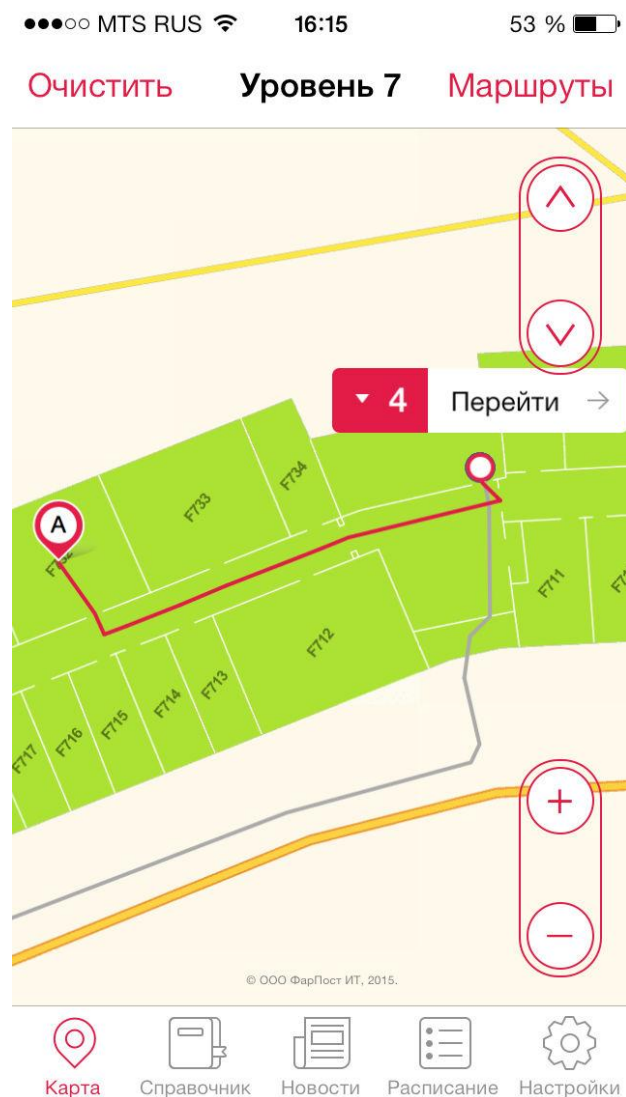 MTS RUS 16:15 53 %
Очистить Уровень 7 Маршруты
4 Перейти →
F734
F733
A
F711
F712
F713
F714
F715
F716
F717
© ООО ФарПост ИТ, 2015.
Карта Справочник Новости Расписание Настройки